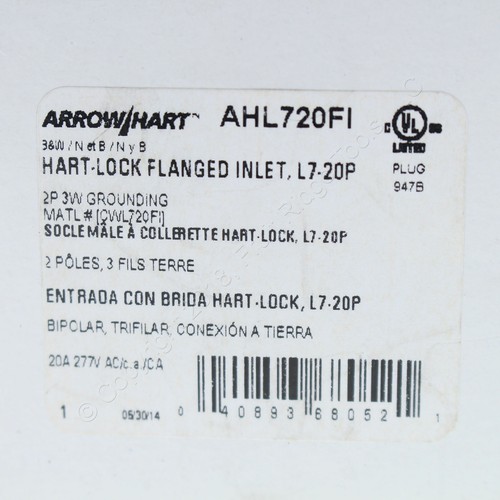 ARROW/HART™ AHL720FI
C UL US
LISTED
B&W / N et B / N y B
HART-LOCK FLANGED INLET, L7-20P
PLUG
947B
2P 3W GROUNDING
MATL # [CWL720FI]
SOCLE MÂLE À COLLERETTE HART-LOCK, L7-20P
2 PÔLES, 3 FILS TERRE
ENTRADA CON BRIDA HART-LOCK, L7-20P
BIPOLAR, TRIFILAR, CONEXIÓN A TIERRA
20A 277V AC/c.a./CA
1 05/30/14 0 40893 68052 1